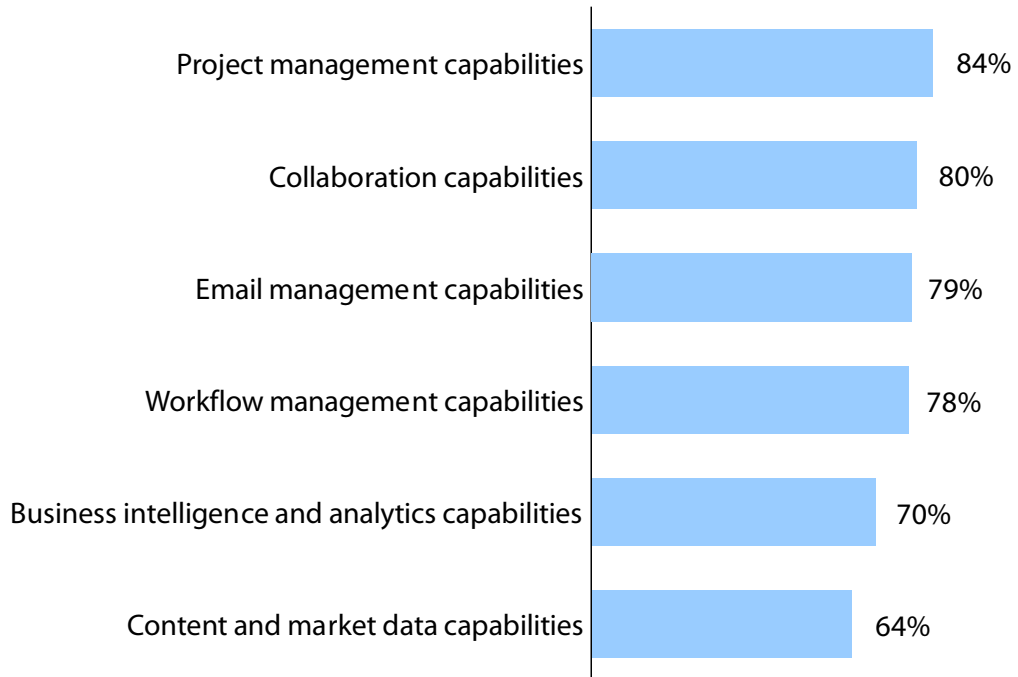 Project management capabilities 84%
Collaboration capabilities 80%
Email management capabilities 79%
Workflow management capabilities 78%
Business intelligence and analytics capabilities 70%
Content and market data capabilities 64%